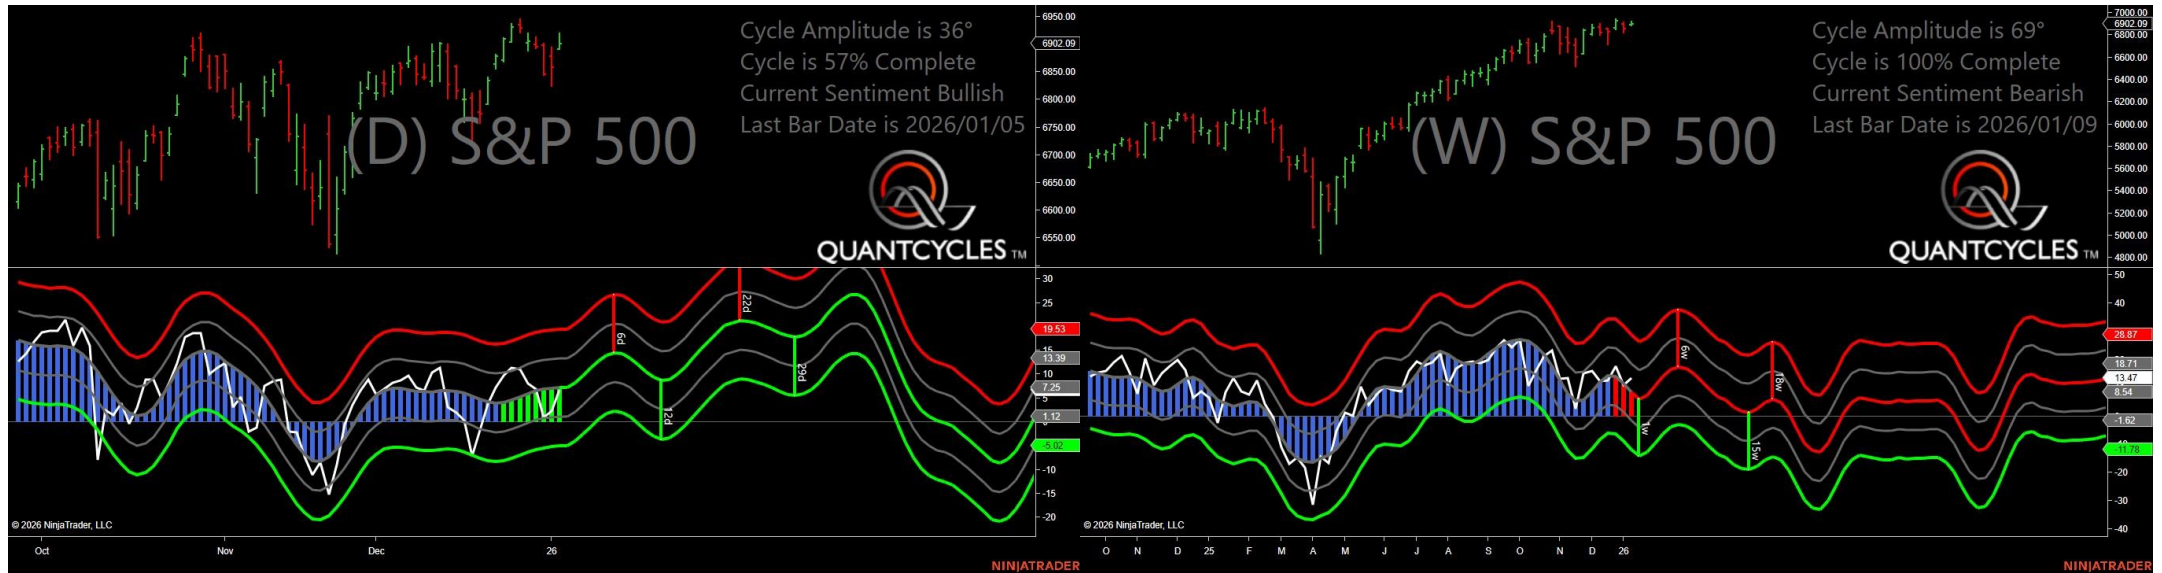 Cycle Amplitude is 36°
Cycle is 57% Complete
Current Sentiment Bullish
Last Bar Date is 2026/01/05
(D) S&P 500
QUANTCYCLES TM
6950.00
6902.09
6850.00
6800.00
6750.00
6700.00
6650.00
6600.00
6550.00
30
25
19.53
15
13.39
10
7.25
5
1.12
0
-5.02
-10
-15
-20
6d
12d
22d
29d
© 2026 NinjaTrader, LLC
Oct Nov Dec 26
NINJATRADER
Cycle Amplitude is 69°
Cycle is 100% Complete
Current Sentiment Bearish
Last Bar Date is 2026/01/09
(W) S&P 500
QUANTCYCLES TM
7000.00
6902.09
6800.00
6600.00
6400.00
6200.00
6000.00
5800.00
5600.00
5400.00
5200.00
5000.00
4800.00
50
40
28.87
18.71
13.47
8.54
-1.62
-11.78
-20
-30
-40
1w
6w
15w
18w
© 2026 NinjaTrader, LLC
O N D 25 F M A M J J A S O N D 26
NINJATRADER